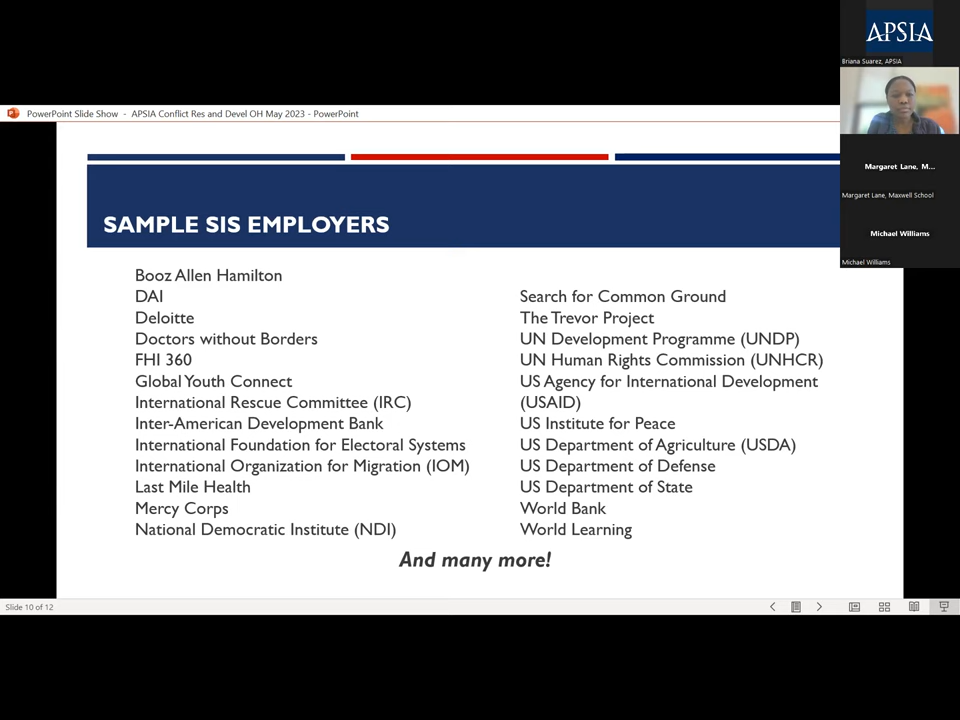 APSIA
Briana Suarez, APSIA
PowerPoint Slide Show - APSIA Conflict Res and Devel OH May 2023 - PowerPoint
Margaret Lane, M...
Margaret Lane, Maxwell School
Michael Williams
Michael Williams
SAMPLE SIS EMPLOYERS
Booz Allen Hamilton
DAI
Deloitte
Doctors without Borders
FHI 360
Global Youth Connect
International Rescue Committee (IRC)
Inter-American Development Bank
International Foundation for Electoral Systems
International Organization for Migration (IOM)
Last Mile Health
Mercy Corps
National Democratic Institute (NDI)
Search for Common Ground
The Trevor Project
UN Development Programme (UNDP)
UN Human Rights Commission (UNHCR)
US Agency for International Development
(USAID)
US Institute for Peace
US Department of Agriculture (USDA)
US Department of Defense
US Department of State
World Bank
World Learning
And many more!
Slide 10 of 12